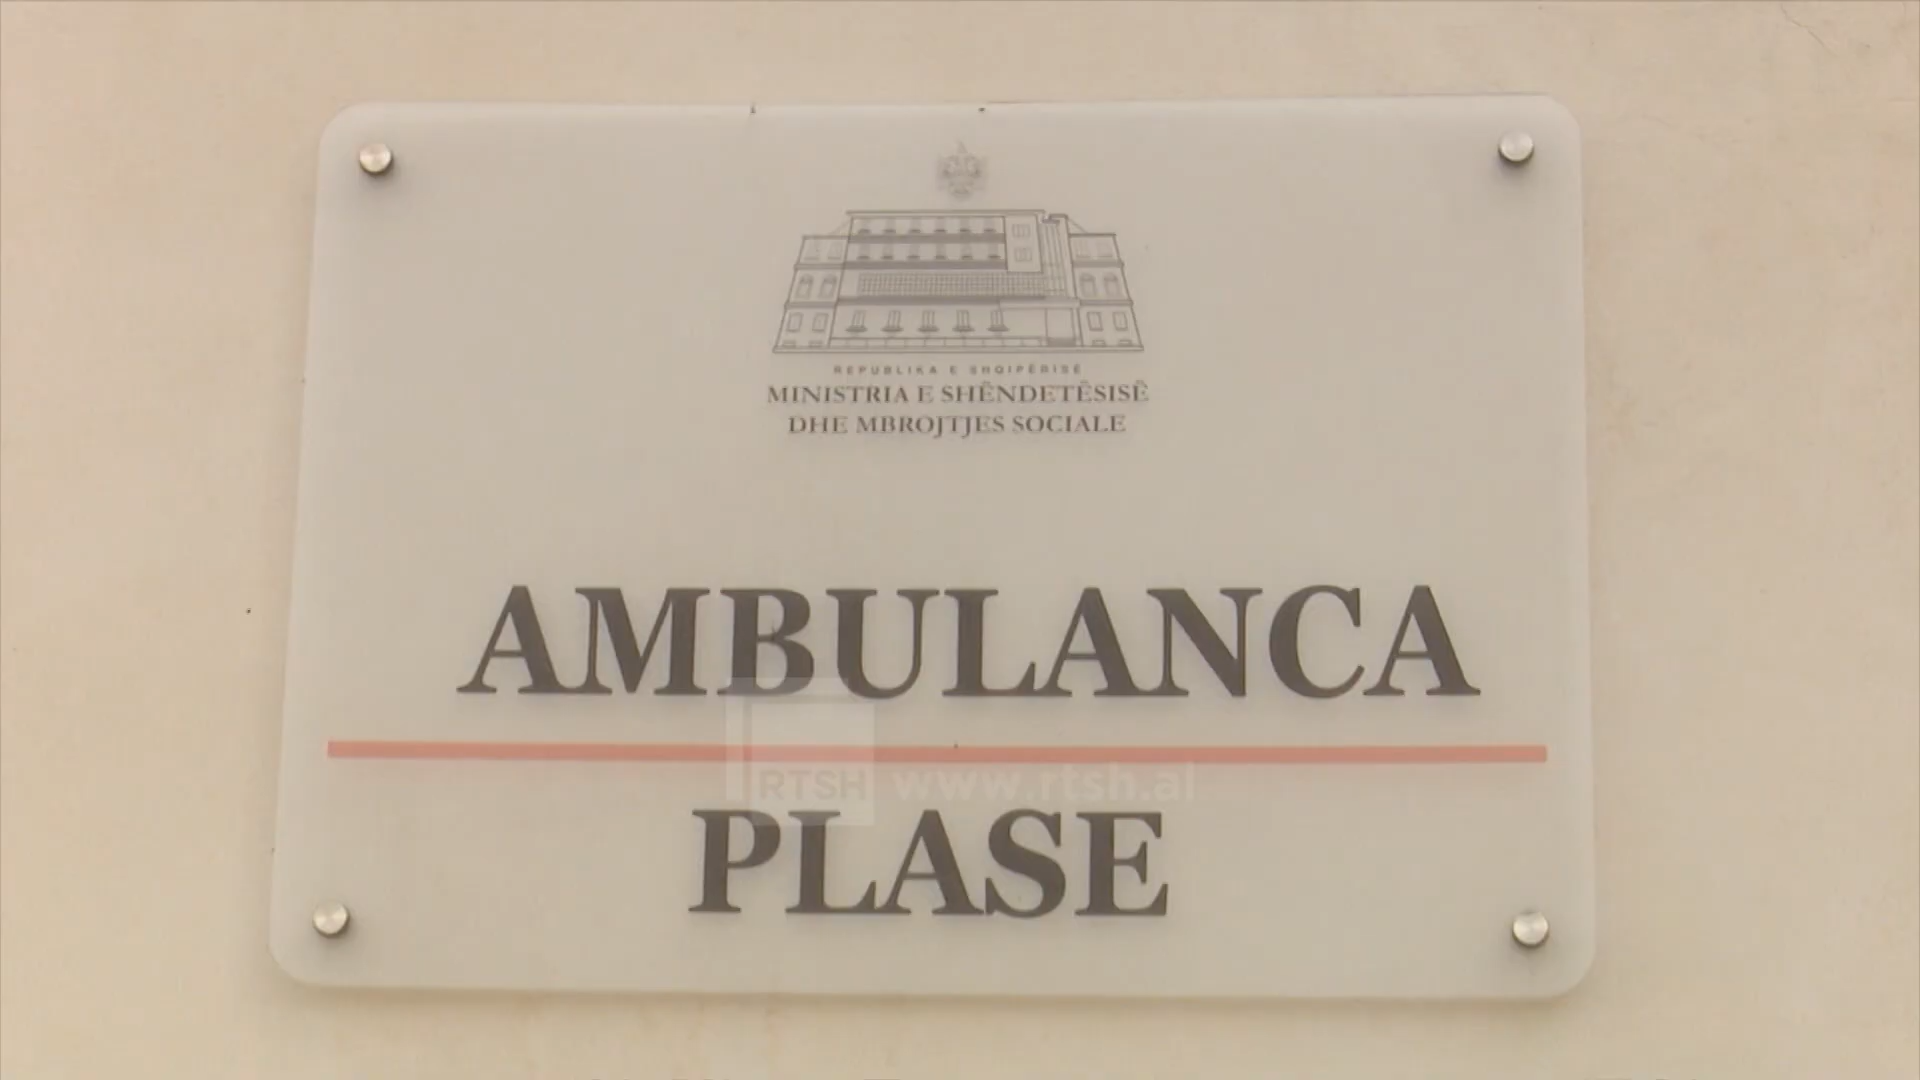 REPUBLIKA E SHQIPËRISË
MINISTRIA E SHËNDETËSISË
DHE MBROJTJES SOCIALE
AMBULANCA
RTSH www.rtsh.al
PLASE